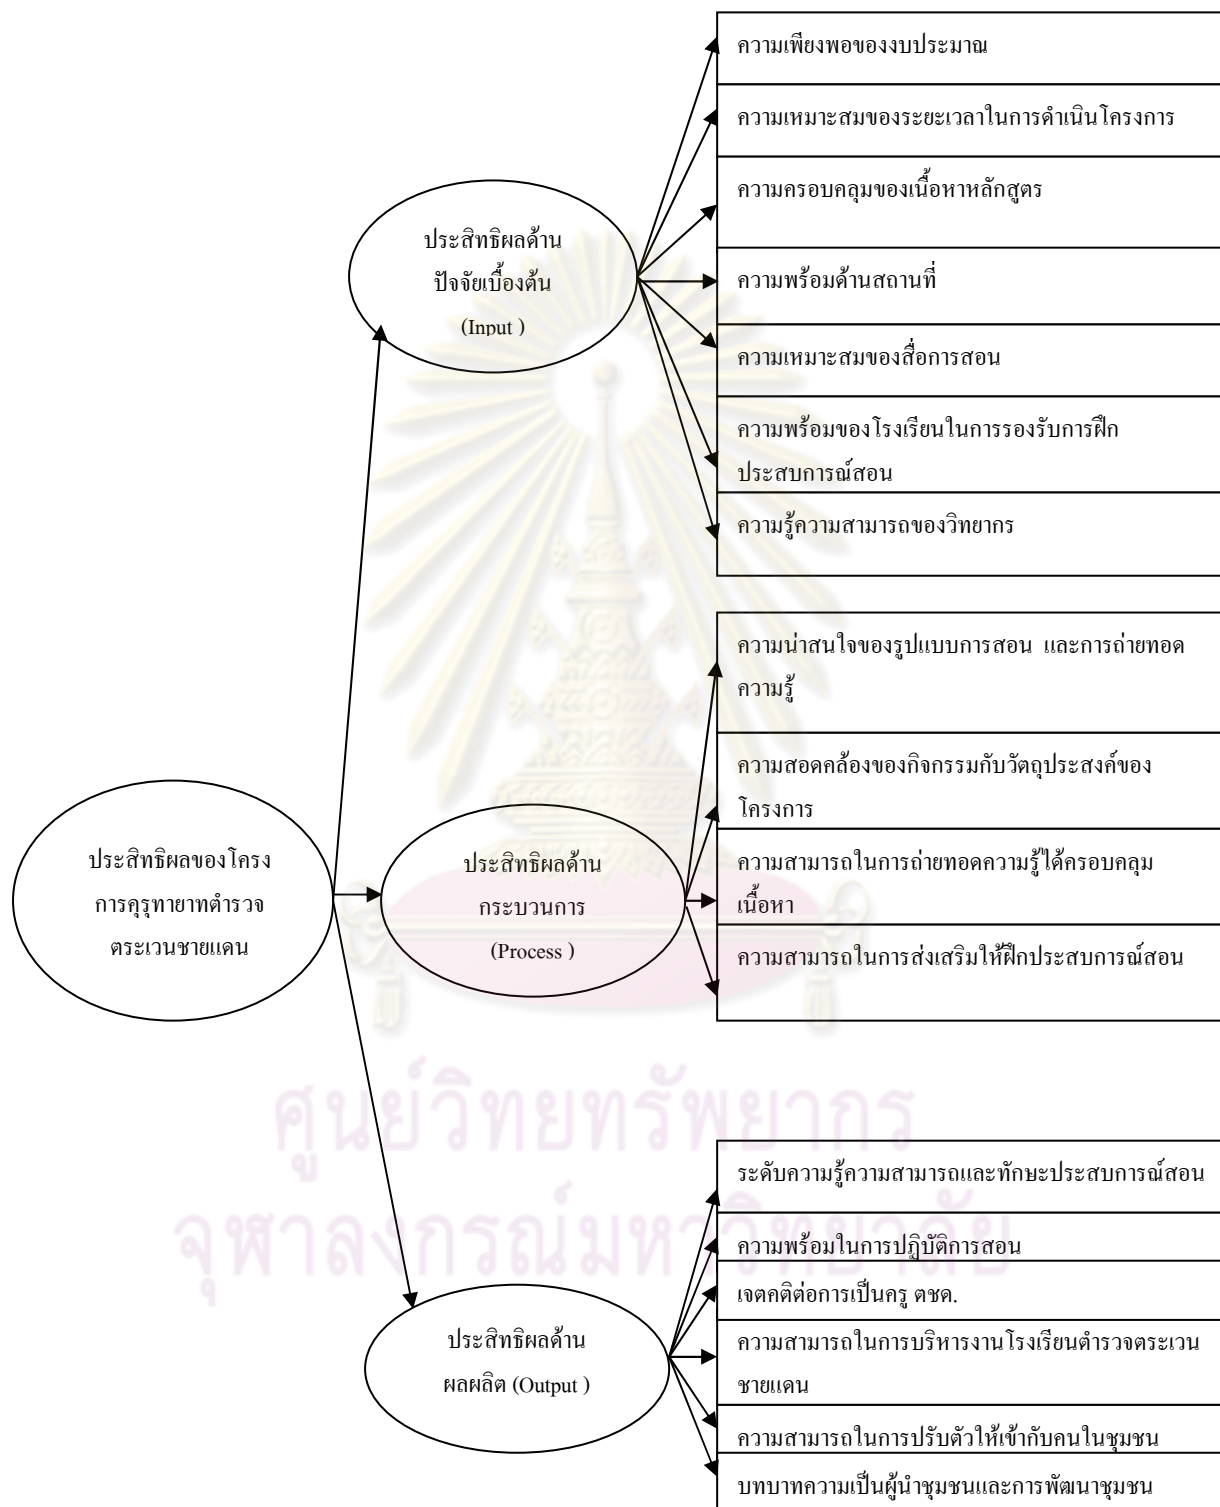 ความเพียงพอของงบประมาณ
ความเหมาะสมของระยะเวลาในการดำเนินโครงการ
ความครอบคลุมของเนื้อหาหลักสูตร
ความพร้อมด้านสถานที่
ความเหมาะสมของสื่อการสอน
ความพร้อมของโรงเรียนในการรองรับการฝึก
ประสบการณ์สอน
ความรู้ความสามารถของวิทยากร
ประสิทธิผลด้าน
ปัจจัยเบื้องต้น
(Input )
ความน่าสนใจของรูปแบบการสอน และการถ่ายทอด
ความรู้
ความสอดคล้องของกิจกรรมกับวัตถุประสงค์ของ
โครงการ
ความสามารถในการถ่ายทอดความรู้ได้ครอบคลุม
เนื้อหา
ความสามารถในการส่งเสริมให้ฝึกประสบการณ์สอน
ประสิทธิผลของโครง
การคุรุทายาทตำรวจ
ตระเวนชายแดน
ประสิทธิผลด้าน
กระบวนการ
(Process )
ศูนย์วิทยทรัพยากร
จุฬาลงกรณ์มหาวิทยาลัย
ระดับความรู้ความสามารถและทักษะประสบการณ์สอน
ความพร้อมในการปฏิบัติการสอน
เจตคติต่อการเป็นครู ตชด.
ความสามารถในการบริหารงานโรงเรียนตำรวจตระเวน
ชายแดน
ความสามารถในการปรับตัวให้เข้ากับคนในชุมชน
บทบาทความเป็นผู้นำชุมชนและการพัฒนาชุมชน
ประสิทธิผลด้าน
ผลผลิต (Output )